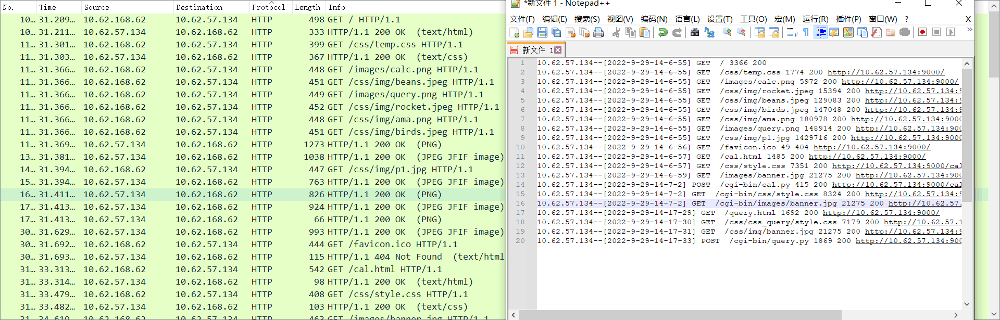 No. Time Source Destination Protocol Length Info
10… 31.209… 10.62.168.62 10.62.57.134 HTTP 498 GET / HTTP/1.1
10… 31.211… 10.62.57.134 10.62.168.62 HTTP 333 HTTP/1.1 200 OK (text/html)
11… 31.301… 10.62.168.62 10.62.57.134 HTTP 399 GET /css/temp.css HTTP/1.1
11… 31.303… 10.62.57.134 10.62.168.62 HTTP 367 HTTP/1.1 200 OK (text/css)
11… 31.366… 10.62.168.62 10.62.57.134 HTTP 448 GET /images/calc.png HTTP/1.1
11… 31.366… 10.62.168.62 10.62.57.134 HTTP 451 GET /css/img/beans.jpeg HTTP/1.1
11… 31.366… 10.62.168.62 10.62.57.134 HTTP 449 GET /images/query.png HTTP/1.1
11… 31.366… 10.62.168.62 10.62.57.134 HTTP 452 GET /css/img/rocket.jpeg HTTP/1.1
11… 31.366… 10.62.168.62 10.62.57.134 HTTP 448 GET /css/img/ama.png HTTP/1.1
11… 31.366… 10.62.168.62 10.62.57.134 HTTP 451 GET /css/img/birds.jpeg HTTP/1.1
11… 31.369… 10.62.57.134 10.62.168.62 HTTP 1273 HTTP/1.1 200 OK (PNG)
13… 31.381… 10.62.57.134 10.62.168.62 HTTP 1038 HTTP/1.1 200 OK (JPEG JFIF image)
14… 31.394… 10.62.168.62 10.62.57.134 HTTP 447 GET /css/img/p1.jpg HTTP/1.1
15… 31.394… 10.62.57.134 10.62.168.62 HTTP 763 HTTP/1.1 200 OK (JPEG JFIF image)
16… 31.411… 10.62.57.134 10.62.168.62 HTTP 826 HTTP/1.1 200 OK (PNG)
17… 31.413… 10.62.57.134 10.62.168.62 HTTP 924 HTTP/1.1 200 OK (JPEG JFIF image)
17… 31.413… 10.62.57.134 10.62.168.62 HTTP 66 HTTP/1.1 200 OK (PNG)
30… 31.629… 10.62.57.134 10.62.168.62 HTTP 993 HTTP/1.1 200 OK (JPEG JFIF image)
30… 31.692… 10.62.168.62 10.62.57.134 HTTP 444 GET /favicon.ico HTTP/1.1
30… 31.693… 10.62.57.134 10.62.168.62 HTTP 115 HTTP/1.1 404 Not Found (text/html
31… 33.313… 10.62.168.62 10.62.57.134 HTTP 542 GET /cal.html HTTP/1.1
31… 33.314… 10.62.57.134 10.62.168.62 HTTP 98 HTTP/1.1 200 OK (text/html)
31… 33.479… 10.62.168.62 10.62.57.134 HTTP 408 GET /css/style.css HTTP/1.1
31… 33.482… 10.62.57.134 10.62.168.62 HTTP 103 HTTP/1.1 200 OK (text/css)
31… 34.619… 10.62.168.62 10.62.57.134 HTTP 463 GET /images/banner.jpg HTTP/1.1
*新文件 1 - Notepad++
文件(F) 编辑(E) 搜索(S) 视图(V) 编码(N) 语言(L) 设置(T) 工具(O) 宏(M) 运行(R) 插件(P) 窗口(W) ? X
新文件 1
1 10.62.57.134--[2022-9-29-14-6-55] GET / 3366 200
2 10.62.57.134--[2022-9-29-14-6-55] GET /css/temp.css 1774 200 http://10.62.57.134:9000/
3 10.62.57.134--[2022-9-29-14-6-55] GET /images/calc.png 5972 200 http://10.62.57.134:9000/
4 10.62.57.134--[2022-9-29-14-6-55] GET /css/img/rocket.jpeg 15394 200 http://10.62.57.134:9
5 10.62.57.134--[2022-9-29-14-6-55] GET /css/img/beans.jpeg 129083 200 http://10.62.57.134:9
6 10.62.57.134--[2022-9-29-14-6-55] GET /css/img/birds.jpeg 147048 200 http://10.62.57.134:9
7 10.62.57.134--[2022-9-29-14-6-55] GET /css/img/ama.png 180978 200 http://10.62.57.134:9000
8 10.62.57.134--[2022-9-29-14-6-55] GET /images/query.png 148914 200 http://10.62.57.134:900
9 10.62.57.134--[2022-9-29-14-6-55] GET /css/img/p1.jpg 1429716 200 http://10.62.57.134:9000
10 10.62.57.134--[2022-9-29-14-6-56] GET /favicon.ico 49 404 http://10.62.57.134:9000/
11 10.62.57.134--[2022-9-29-14-6-57] GET /cal.html 1485 200 http://10.62.57.134:9000/
12 10.62.57.134--[2022-9-29-14-6-57] GET /css/style.css 7351 200 http://10.62.57.134:9000/cal
13 10.62.57.134--[2022-9-29-14-6-59] GET /images/banner.jpg 21275 200 http://10.62.57.134:9000
14 10.62.57.134--[2022-9-29-14-7-2] POST /cgi-bin/cal.py 415 200 http://10.62.57.134:9000/cal
15 10.62.57.134--[2022-9-29-14-7-2] GET /cgi-bin/css/style.css 8324 200 http://10.62.57.134:9
16 10.62.57.134--[2022-9-29-14-7-2] GET /cgi-bin/images/banner.jpg 21275 200 http://10.62.57.
17 10.62.57.134--[2022-9-29-14-17-29] GET /query.html 1692 200 http://10.62.57.134:9000/
18 10.62.57.134--[2022-9-29-14-17-30] GET /css/css_query/style.css 7179 200 http://10.62.57.1
19 10.62.57.134--[2022-9-29-14-17-31] GET /css/img/banner.jpg 21275 200 http://10.62.57.134:9
20 10.62.57.134--[2022-9-29-14-17-33] POST /cgi-bin/query.py 1869 200 http://10.62.57.134:900